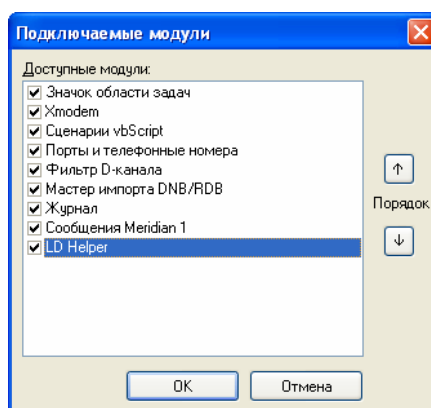 Подключаемые модули
Доступные модули:
Значок области задач
Xmodem
Сценарии vbScript
Порты и телефонные номера
Фильтр D-канала
Мастер импорта DNB/RDB
Журнал
Сообщения Meridian 1
LD Helper
Порядок
OK
Отмена